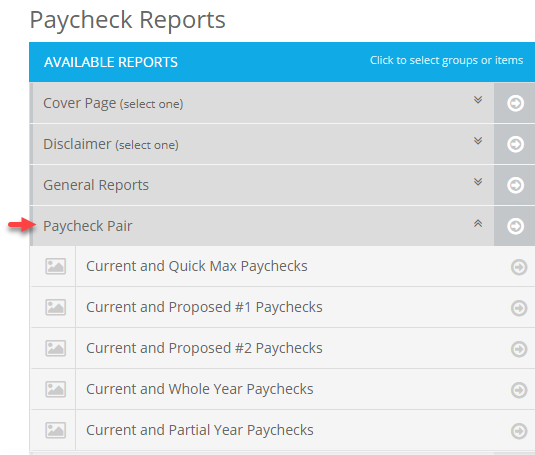 Paycheck Reports
AVAILABLE REPORTS Click to select groups or items
Cover Page (select one)
Disclaimer (select one)
General Reports
Paycheck Pair
Current and Quick Max Paychecks
Current and Proposed #1 Paychecks
Current and Proposed #2 Paychecks
Current and Whole Year Paychecks
Current and Partial Year Paychecks